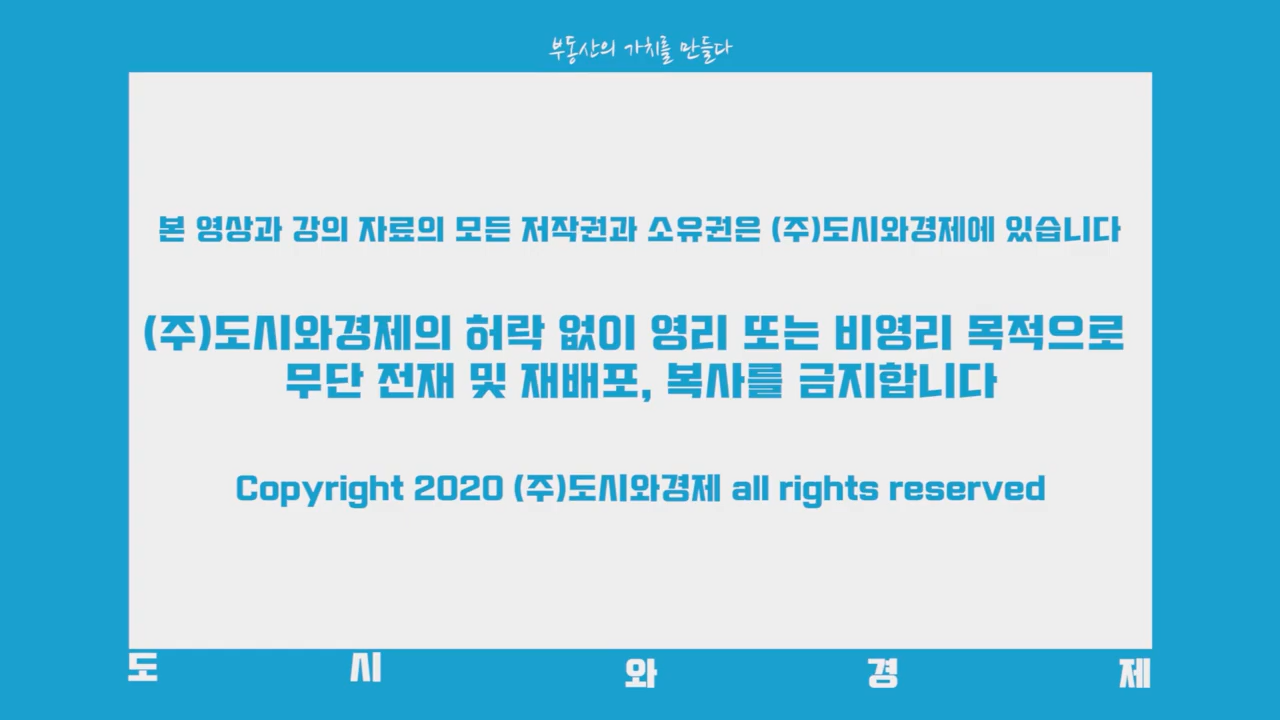 부동산의 가치를 만들다
본 영상과 강의 자료의 모든 저작권과 소유권은 (주)도시와경제에 있습니다
(주)도시와경제의 허락 없이 영리 또는 비영리 목적으로
무단 전재 및 재배포, 복사를 금지합니다
Copyright 2020 (주)도시와경제 all rights reserved
도 시 와 경 제